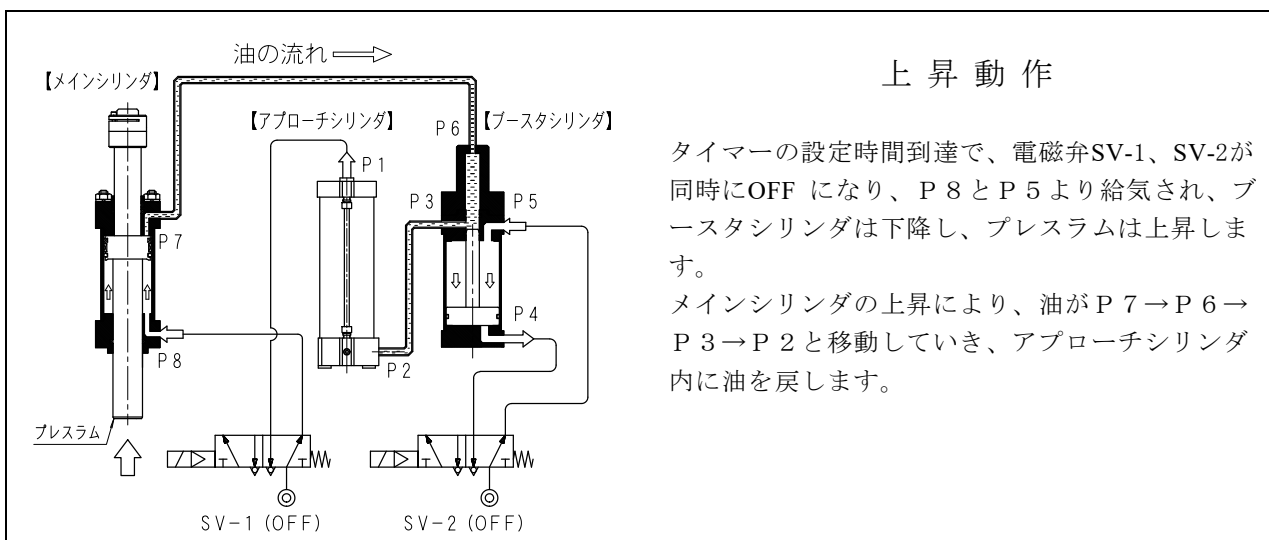 油の流れ
【メインシリンダ】
【アプローチシリンダ】
【ブースタシリンダ】
P6
P1
P3
P5
P7
P4
P8
P2
プレスラム
SV-1 (OFF)
SV-2 (OFF)
上昇動作
タイマーの設定時間到達で、電磁弁SV-1、SV-2が
同時にOFF になり、Ｐ８とＰ５より給気され、ブ
ースタシリンダは下降し、プレスラムは上昇しま
す。
メインシリンダの上昇により、油がＰ７→Ｐ６→
Ｐ３→Ｐ２と移動していき、アプローチシリンダ
内に油を戻します。